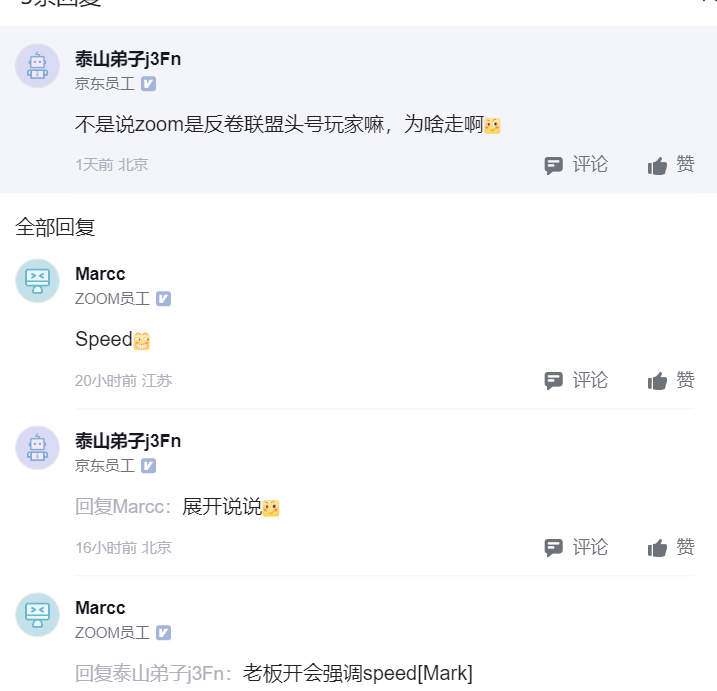 泰山弟子j3Fn
京东员工
不是说zoom是反卷联盟头号玩家嘛，为啥走啊
1天前 北京
评论
赞
全部回复
Marcc
ZOOM员工
Speed
20小时前 江苏
评论
赞
泰山弟子j3Fn
京东员工
回复Marcc：展开说说
16小时前 北京
评论
赞
Marcc
ZOOM员工
回复泰山弟子j3Fn：老板开会强调speed[Mark]